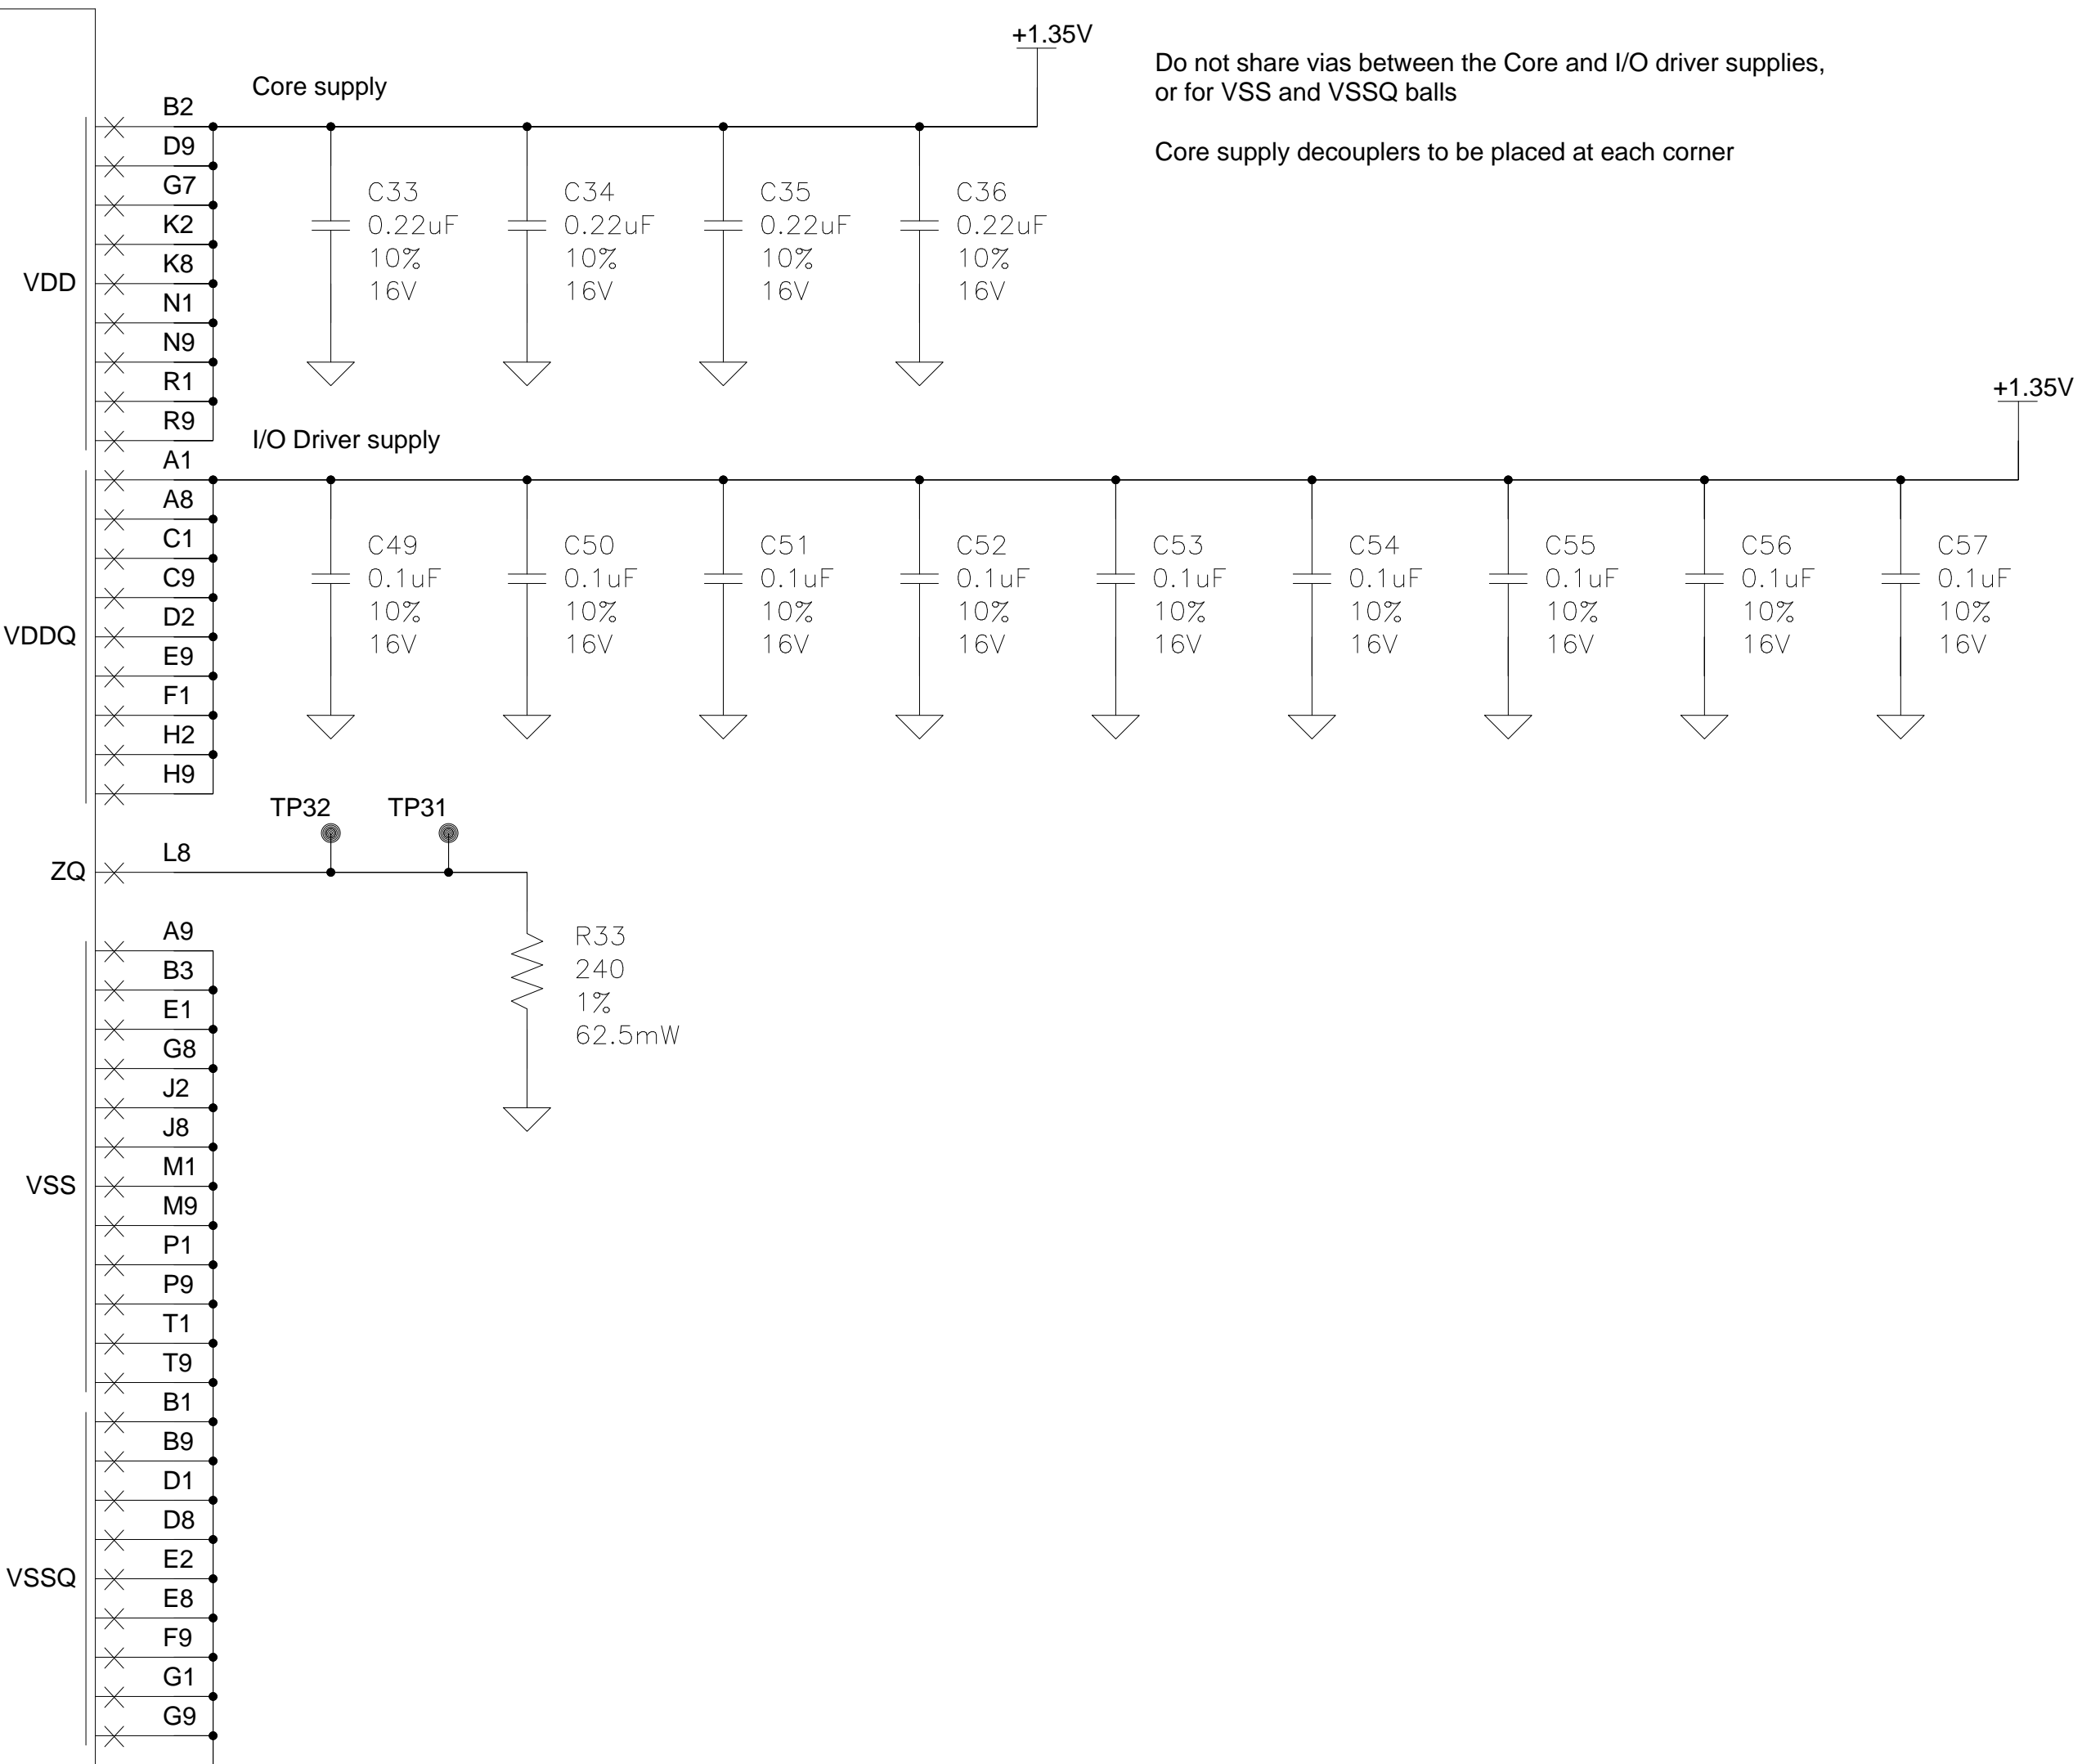 +1.35V
Do not share vias between the Core and I/O driver supplies,
or for VSS and VSSQ balls
Core supply decouplers to be placed at each corner
Core supply
VDD
B2
D9
G7
K2
K8
N1
N9
R1
R9
C33
0.22uF
10%
16V
C34
0.22uF
10%
16V
C35
0.22uF
10%
16V
C36
0.22uF
10%
16V
+1.35V
I/O Driver supply
VDDQ
A1
A8
C1
C9
D2
E9
F1
H2
H9
C49
0.1uF
10%
16V
C50
0.1uF
10%
16V
C51
0.1uF
10%
16V
C52
0.1uF
10%
16V
C53
0.1uF
10%
16V
C54
0.1uF
10%
16V
C55
0.1uF
10%
16V
C56
0.1uF
10%
16V
C57
0.1uF
10%
16V
TP32
TP31
ZQ
L8
R33
240
1%
62.5mW
VSS
A9
B3
E1
G8
J2
J8
M1
M9
P1
P9
T1
T9
VSSQ
B1
B9
D1
D8
E2
E8
F9
G1
G9